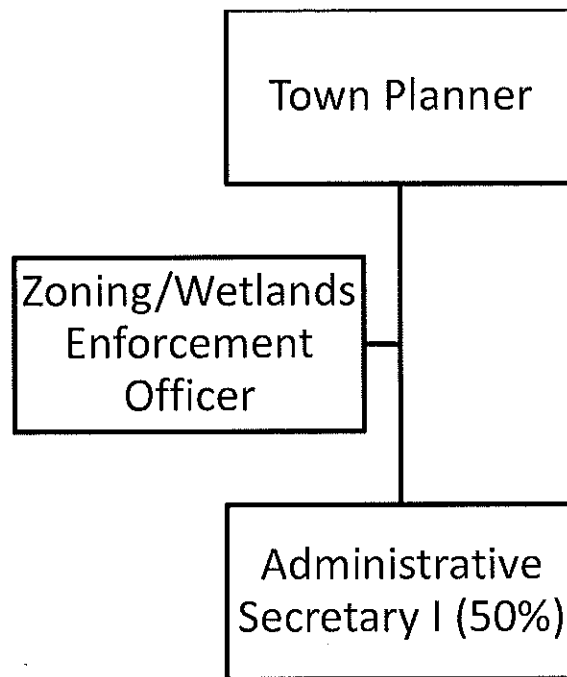 Town Planner
Zoning/Wetlands
Enforcement
Officer
Administrative
Secretary I (50%)